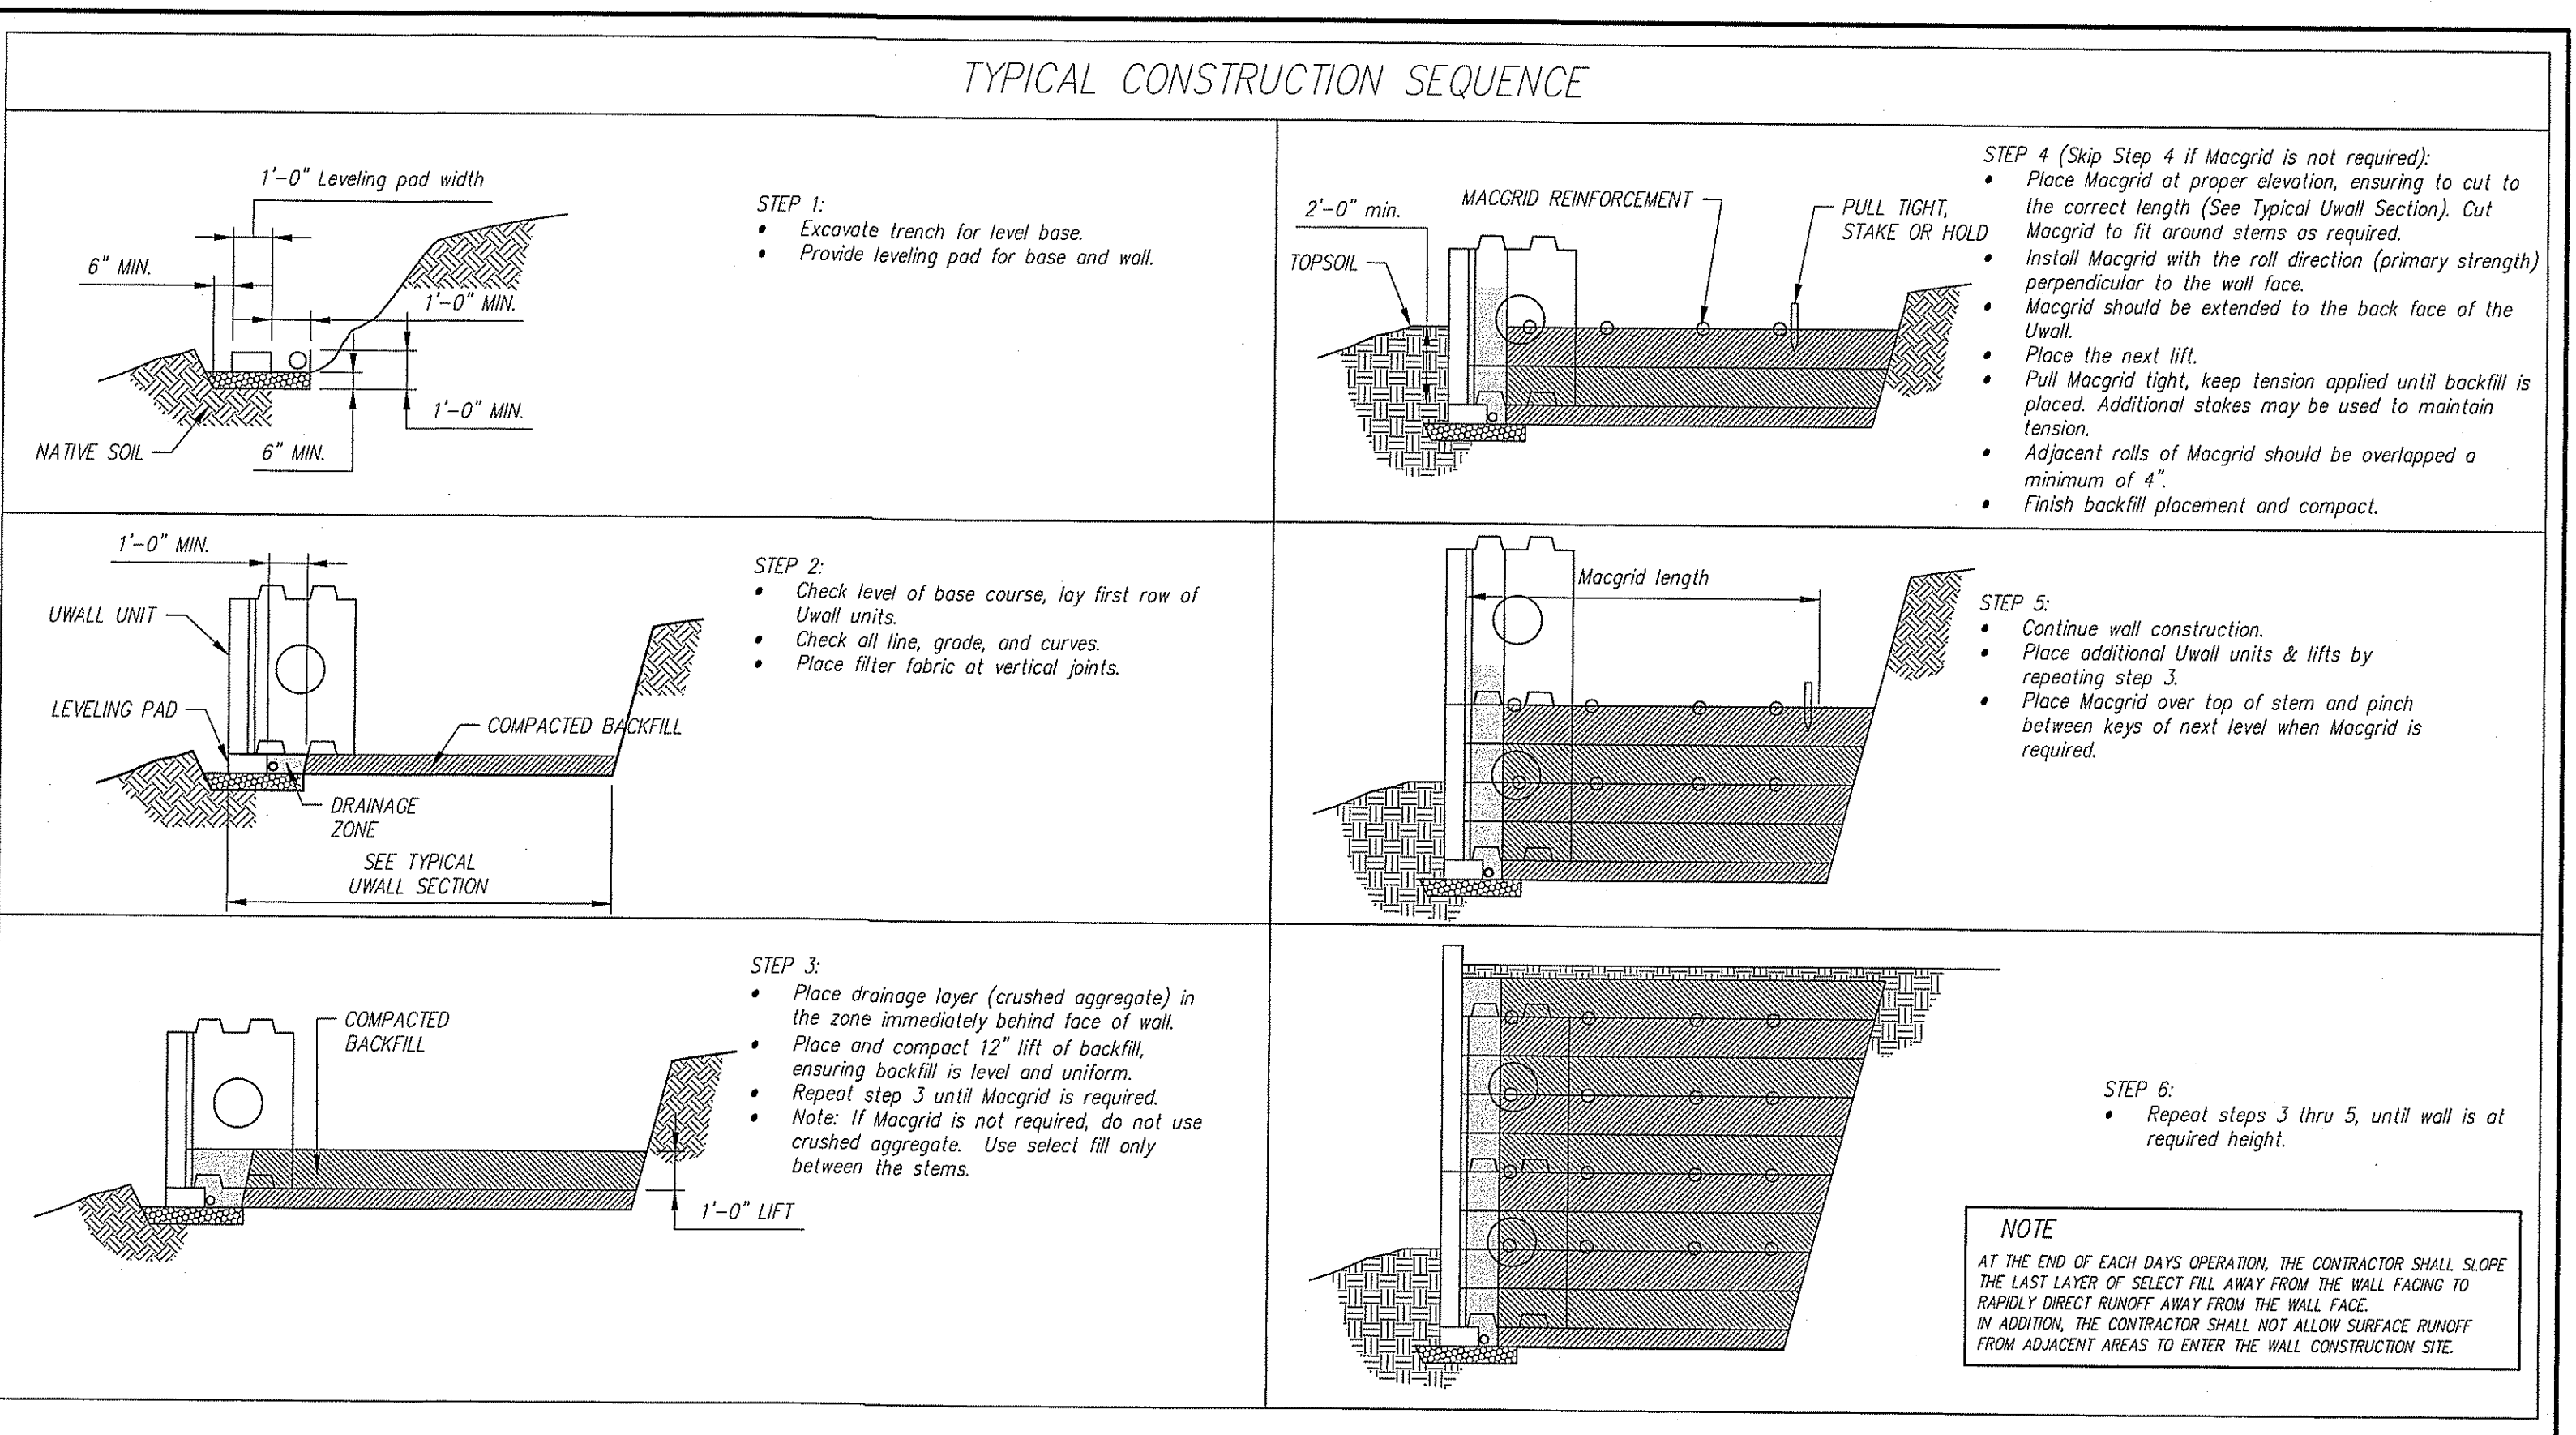 TYPICAL CONSTRUCTION SEQUENCE
1'-0" Leveling pad width
6" MIN.
1'-0" MIN.
1'-0" MIN.
6" MIN.
NATIVE SOIL
STEP 1:
• Excavate trench for level base.
• Provide leveling pad for base and wall.
1'-0" MIN.
UWALL UNIT
LEVELING PAD
COMPACTED BACKFILL
DRAINAGE
ZONE
SEE TYPICAL
UWALL SECTION
STEP 2:
• Check level of base course, lay first row of
Uwall units.
• Check all line, grade, and curves.
• Place filter fabric at vertical joints.
COMPACTED
BACKFILL
1'-0" LIFT
STEP 3:
• Place drainage layer (crushed aggregate) in
the zone immediately behind face of wall.
• Place and compact 12" lift of backfill,
ensuring backfill is level and uniform.
• Repeat step 3 until Macgrid is required.
• Note: If Macgrid is not required, do not use
crushed aggregate. Use select fill only
between the stems.
2'-0" min.
TOPSOIL
MACGRID REINFORCEMENT
PULL TIGHT,
STAKE OR HOLD
STEP 4 (Skip Step 4 if Macgrid is not required):
• Place Macgrid at proper elevation, ensuring to cut to
the correct length (See Typical Uwall Section). Cut
Macgrid to fit around stems as required.
• Install Macgrid with the roll direction (primary strength)
perpendicular to the wall face.
• Macgrid should be extended to the back face of the
Uwall.
• Place the next lift.
• Pull Macgrid tight, keep tension applied until backfill is
placed. Additional stakes may be used to maintain
tension.
• Adjacent rolls of Macgrid should be overlapped a
minimum of 4".
• Finish backfill placement and compact.
Macgrid length
STEP 5:
• Continue wall construction.
• Place additional Uwall units & lifts by
repeating step 3.
• Place Macgrid over top of stem and pinch
between keys of next level when Macgrid is
required.
STEP 6:
• Repeat steps 3 thru 5, until wall is at
required height.
NOTE
AT THE END OF EACH DAYS OPERATION, THE CONTRACTOR SHALL SLOPE
THE LAST LAYER OF SELECT FILL AWAY FROM THE WALL FACING TO
RAPIDLY DIRECT RUNOFF AWAY FROM THE WALL FACE.
IN ADDITION, THE CONTRACTOR SHALL NOT ALLOW SURFACE RUNOFF
FROM ADJACENT AREAS TO ENTER THE WALL CONSTRUCTION SITE.